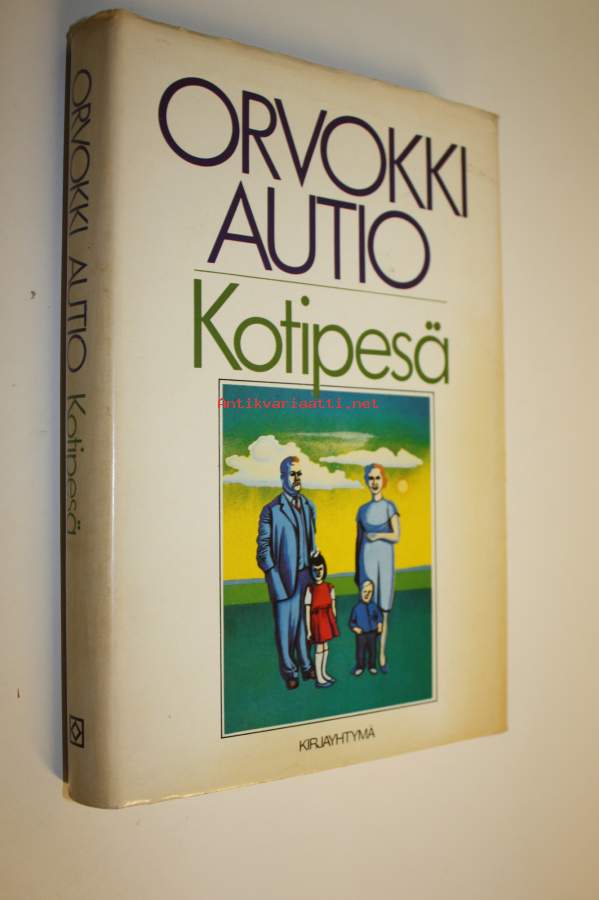 ORVOKKI
AUTIO
Kotipesä
Antikvariaatti.net
KIRJAYHTYMÄ
ORVOKKI AUTIO Kotipesä